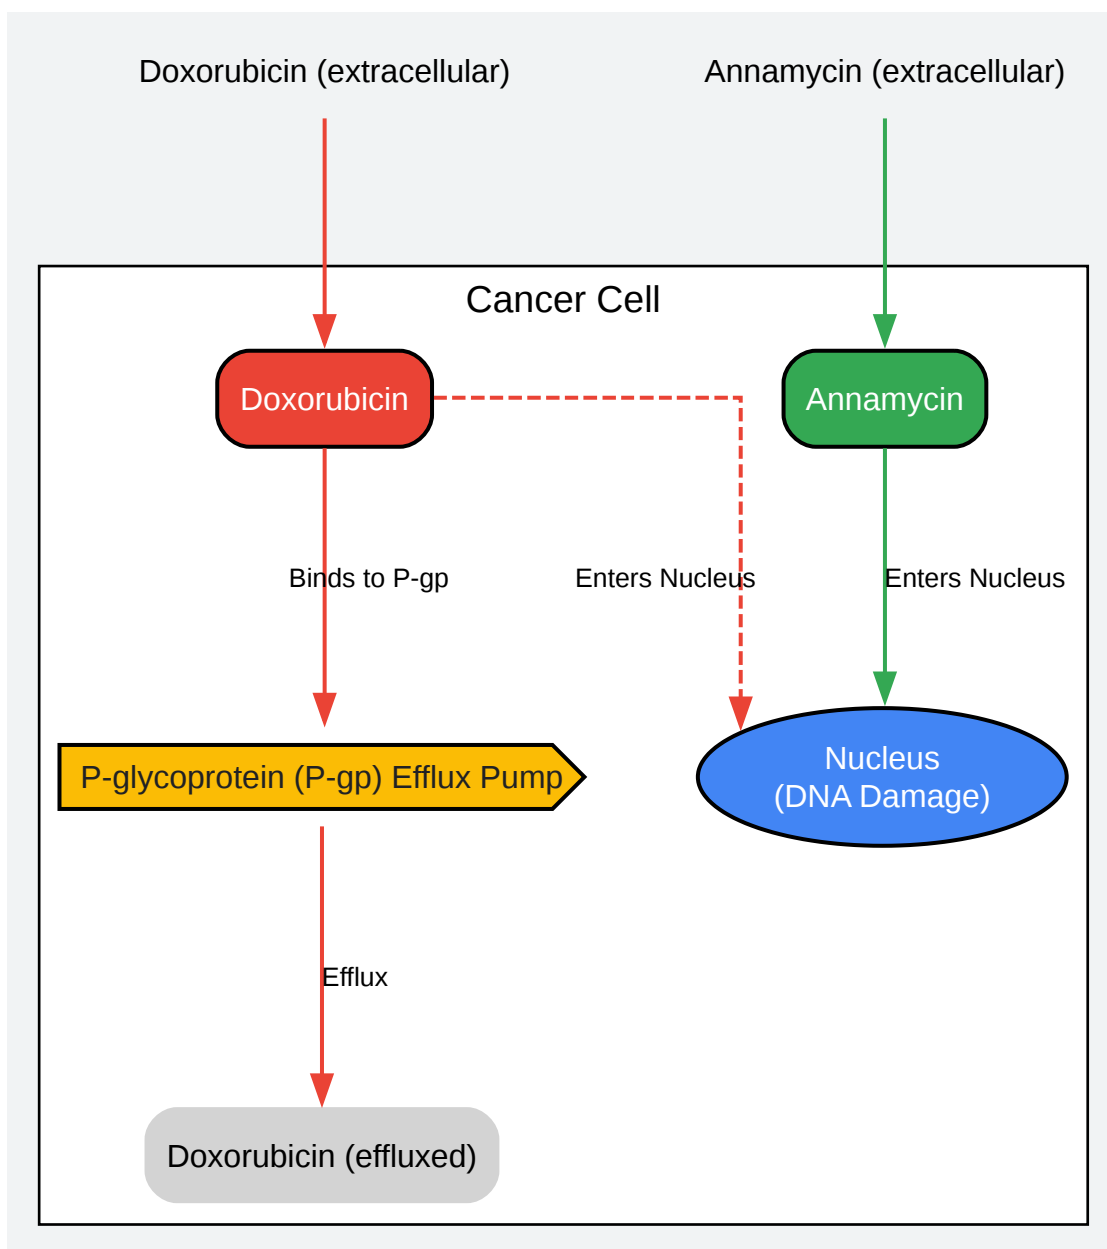 Doxorubicin (extracellular)
Annamycin (extracellular)
Cancer Cell
Doxorubicin
Annamycin
Binds to P-gp
Enters Nucleus
Enters Nucleus
P-glycoprotein (P-gp) Efflux Pump
Nucleus
(DNA Damage)
Efflux
Doxorubicin (effluxed)